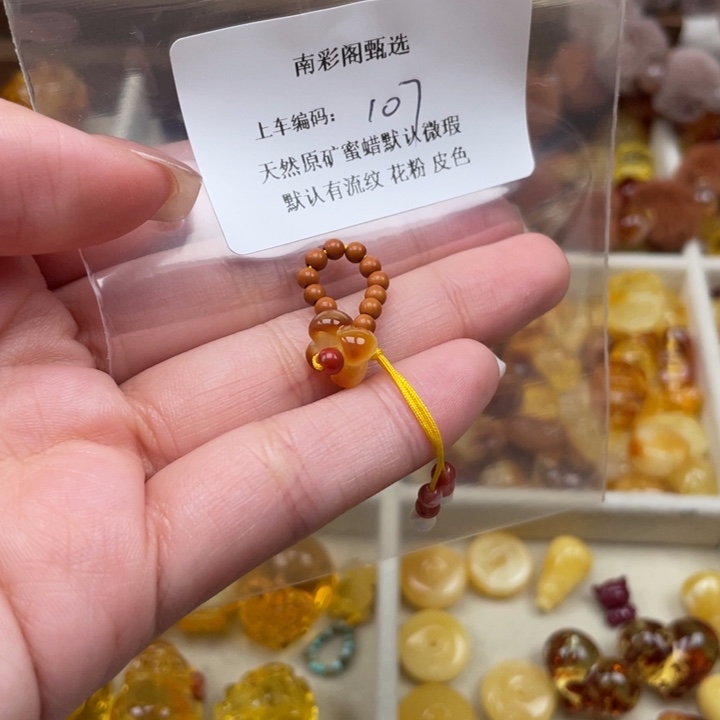 南彩阁甄选
上车编码： 107
天然原矿蜜蜡默认微瑕
默认有流纹 花粉 皮色